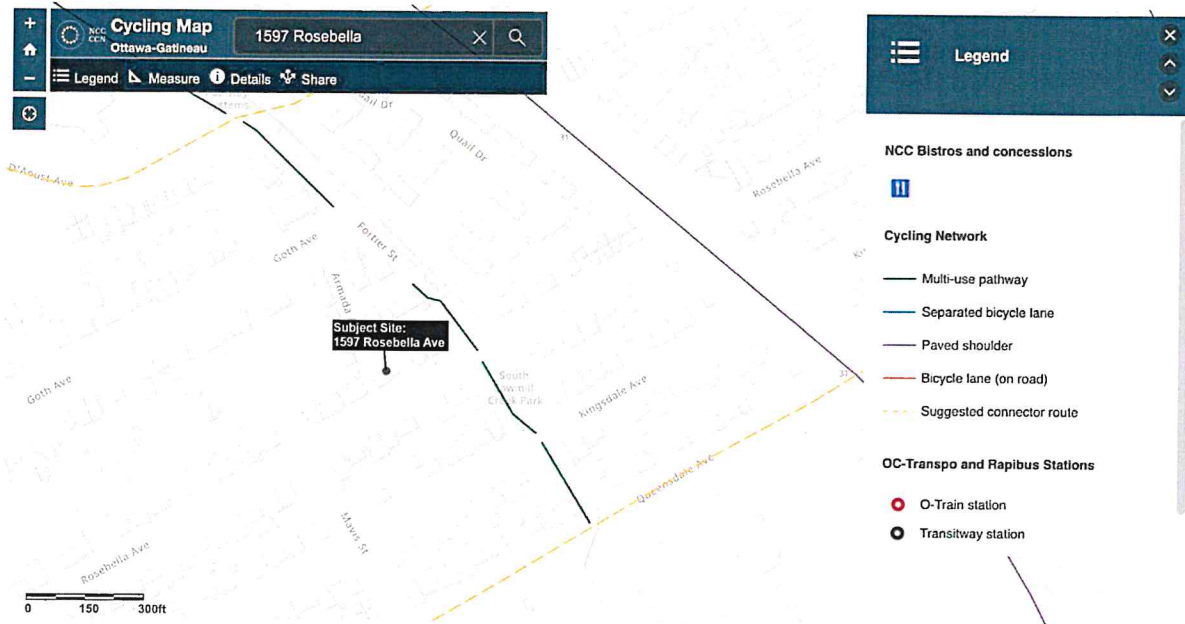 +
NCC
CCN
Cycling Map
Ottawa-Gatineau
1597 Rosebella
Legend
Measure
Details
Share
Legend
NCC Bistros and concessions
Cycling Network
Multi-use pathway
Separated bicycle lane
Paved shoulder
Bicycle lane (on road)
Suggested connector route
OC-Transpo and Rapibus Stations
O-Train station
Transitway station
Quail Dr
31
Quail Dr
Rosebella Ave
D'Aoust Ave
Fortier St
Goth Ave
Armada
Subject Site:
1597 Rosebella Ave
31
South
Creek Park
Kingsdale Ave
Goth Ave
Queensdale Ave
Mavis St
Rosebella Ave
0 150 300ft